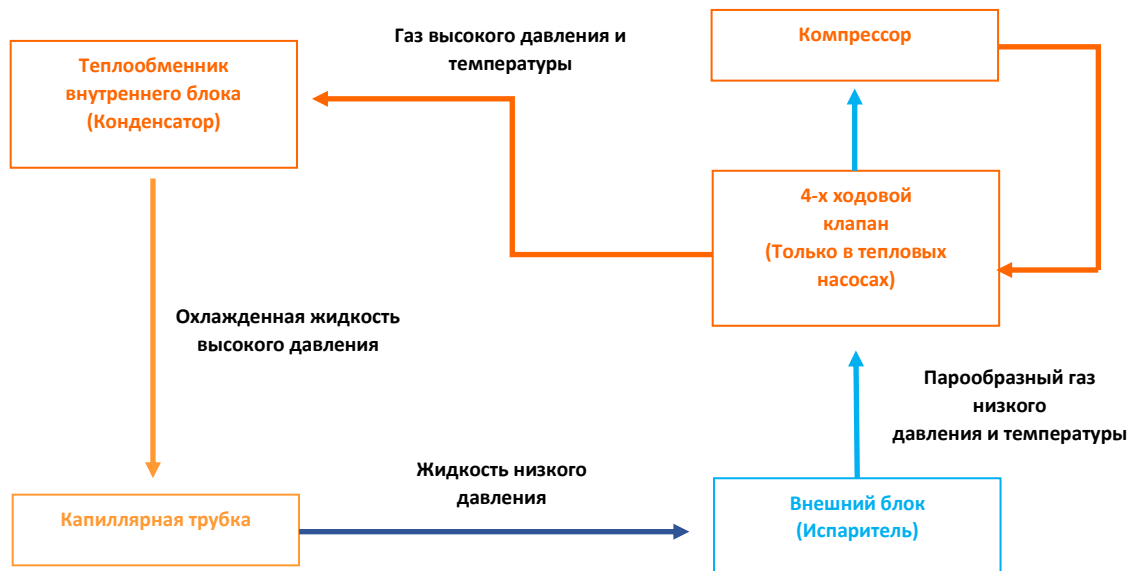 Газ высокого давления и
температуры
Компрессор
Теплообменник
внутреннего блока
(Конденсатор)
4-х ходовой
клапан
(Только в тепловых
насосах)
Охлажденная жидкость
высокого давления
Парообразный газ
низкого
давления и температуры
Жидкость низкого
давления
Капиллярная трубка
Внешний блок
(Испаритель)